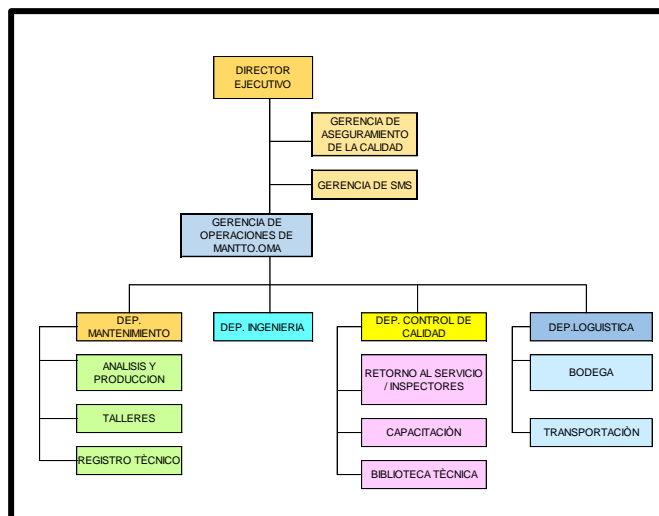 DIRECTOR
EJECUTIVO
GERENCIA DE
ASEGURAMIENTO
DE LA CALIDAD
GERENCIA DE SMS
GERENCIA DE
OPERACIONES DE
MANTTO.OMA
DEP.
MANTENIMIENTO
DEP. INGENIERIA
DEP. CONTROL DE
CALIDAD
DEP.LOGUISTICA
ANALISIS Y
PRODUCCION
RETORNO AL SERVICIO
/ INSPECTORES
BODEGA
TALLERES
CAPACITACIÒN
TRANSPORTACIÒN
REGISTRO TÈCNICO
BIBLIOTECA TÈCNICA